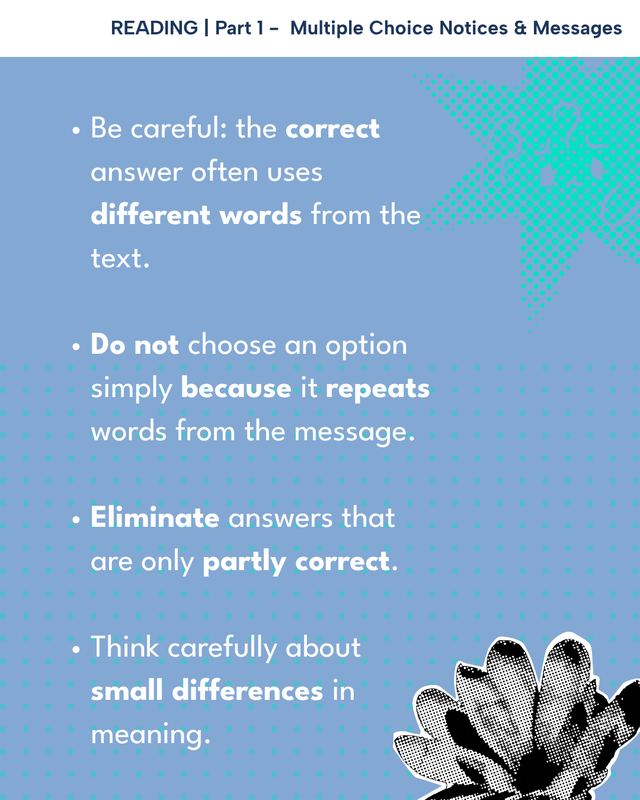 READING | Part 1 – Multiple Choice Notices & Messages
• Be careful: the correct
answer often uses
different words from the
text.
• Do not choose an option
simply because it repeats
words from the message.
• Eliminate answers that
are only partly correct.
• Think carefully about
small differences in
meaning.